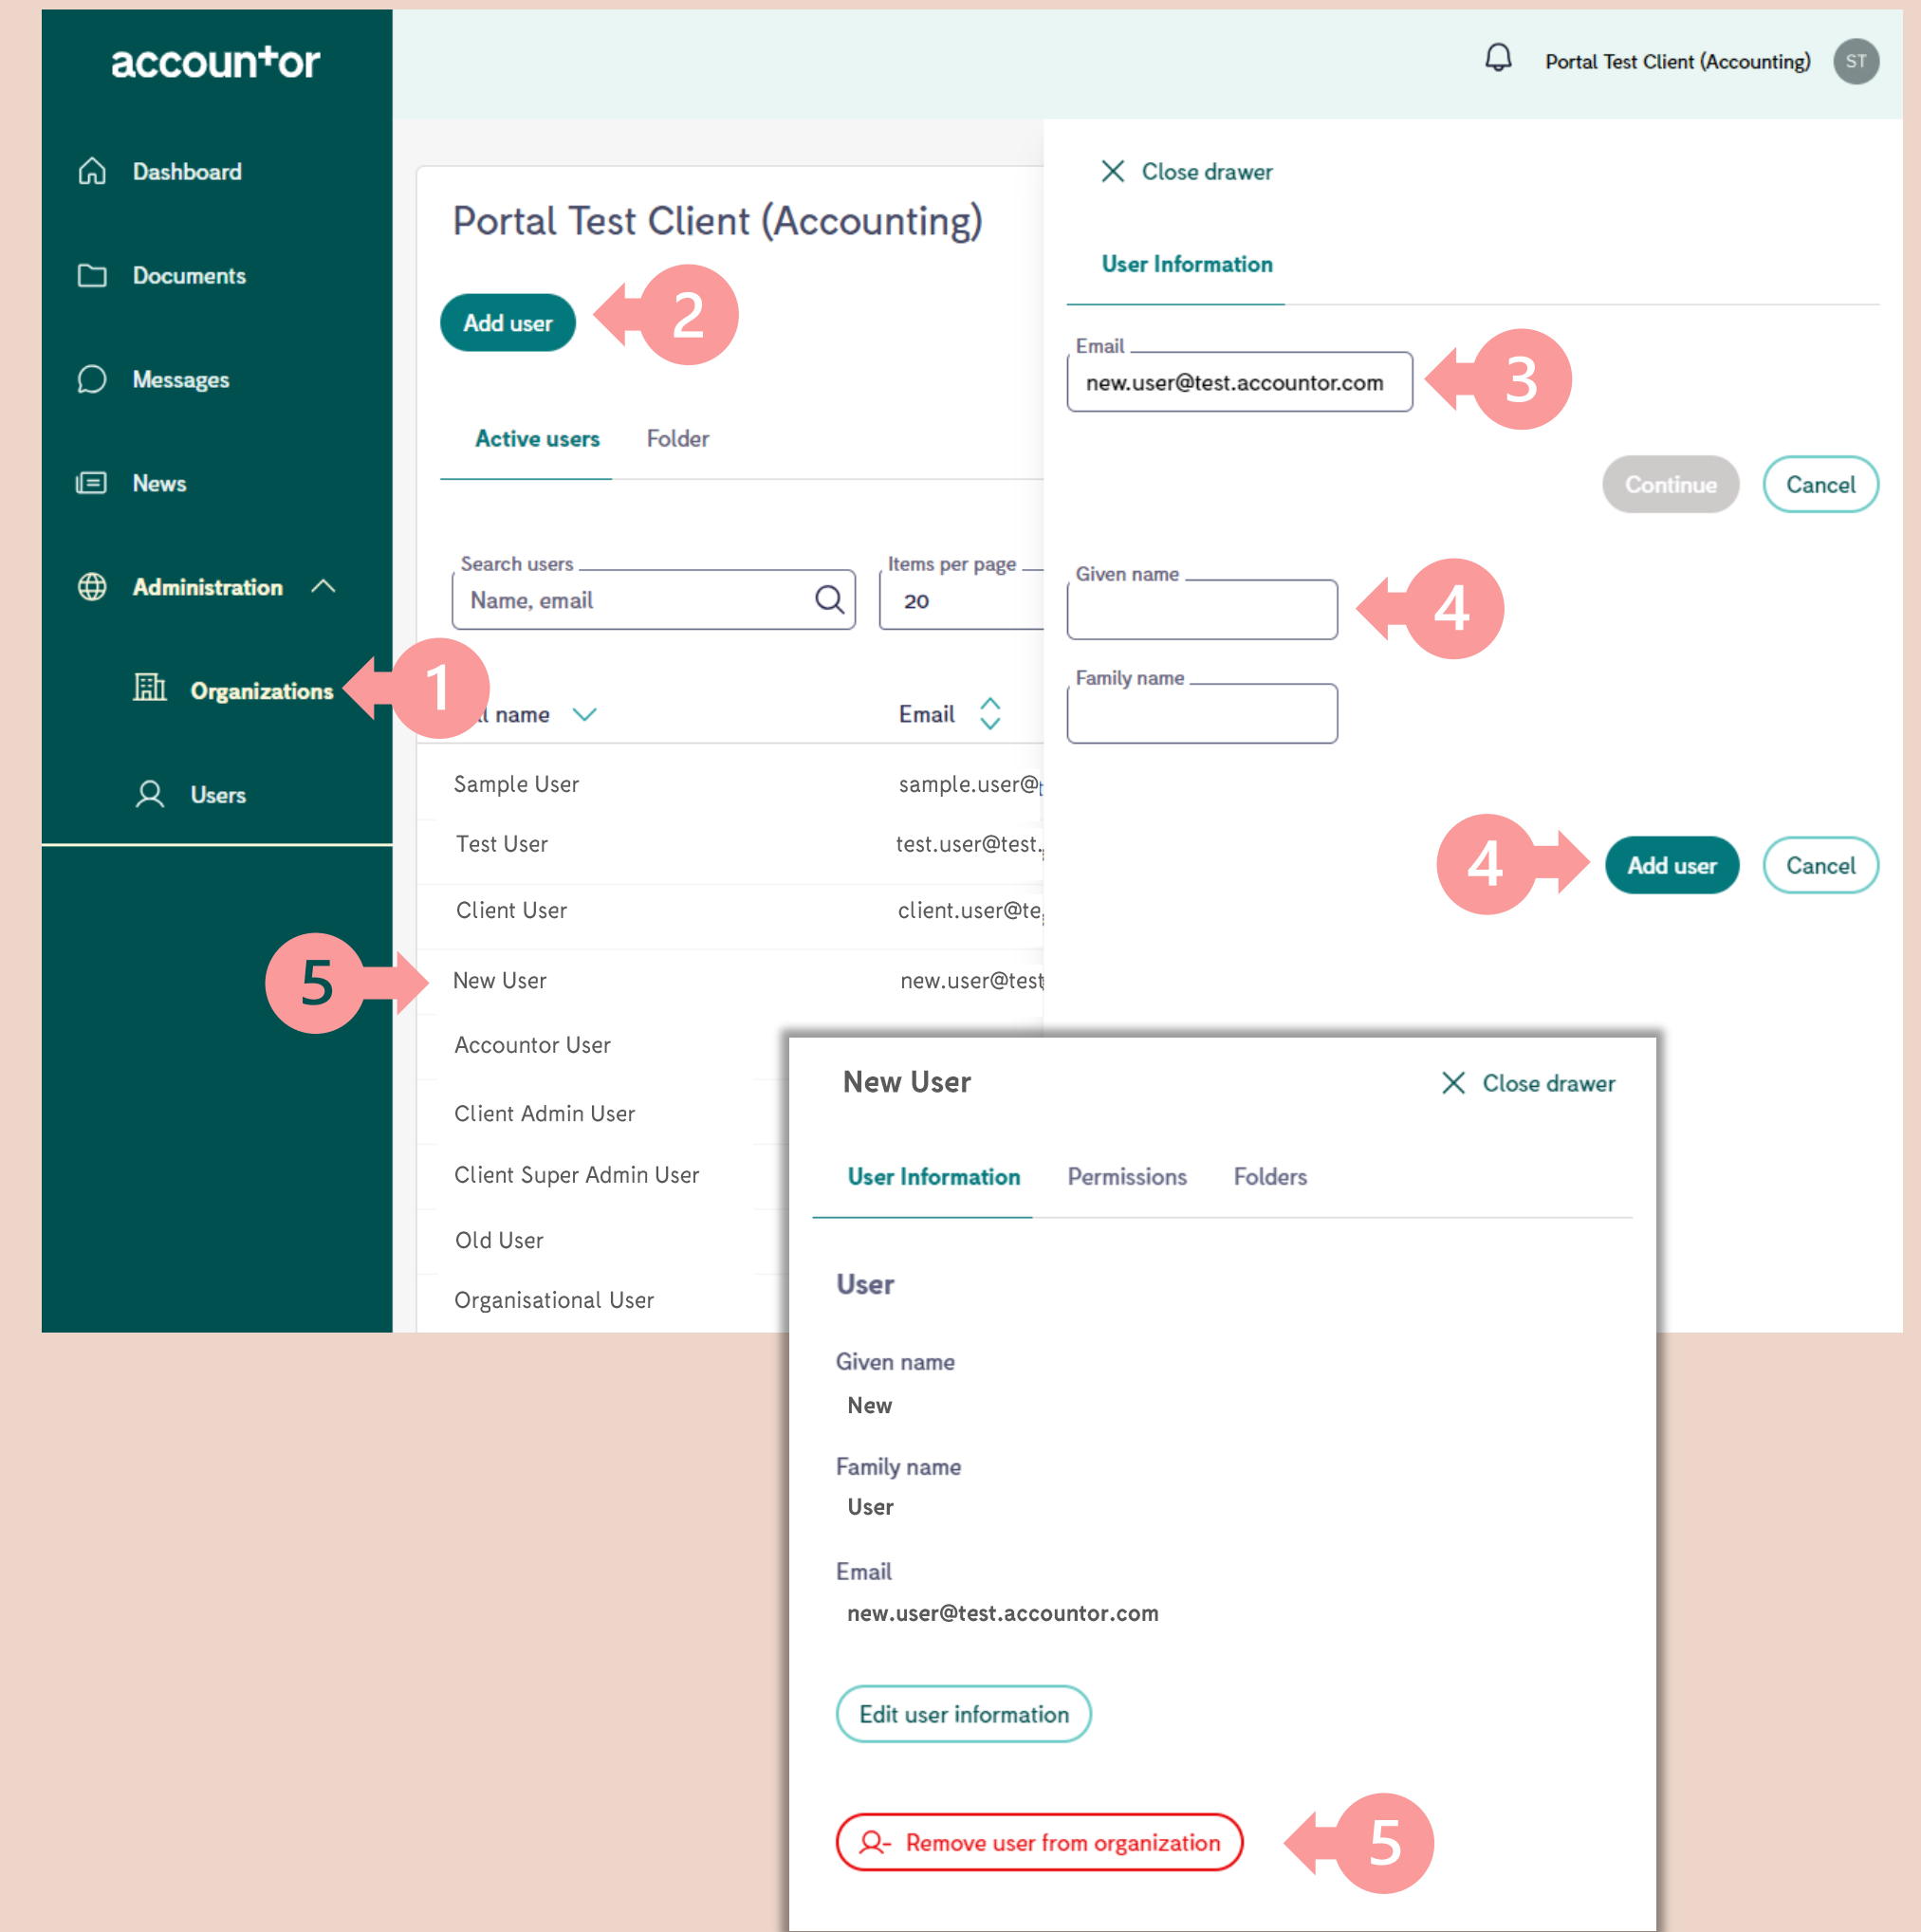 accountor
Portal Test Client (Accounting)
ST
Dashboard
Documents
Messages
News
Administration
Organizations
1
Users
Portal Test Client (Accounting)
Add user
2
Active users
Folder
Search users
Name, email
Items per page
20
name
Email
Sample User
sample.user@t
Test User
test.user@test.
Client User
client.user@te
5
New User
new.user@test
Accountor User
Client Admin User
Client Super Admin User
Old User
Organisational User
Close drawer
User Information
Email
new.user@test.accountor.com
3
Continue
Cancel
Given name
4
Family name
4
Add user
Cancel
New User
Close drawer
User Information
Permissions
Folders
User
Given name
New
Family name
User
Email
new.user@test.accountor.com
Edit user information
Remove user from organization
5